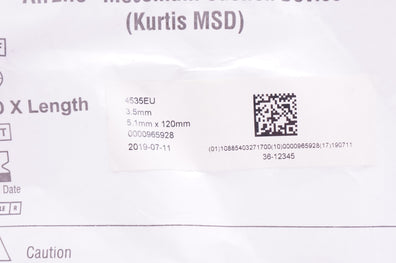 (Kurtis MSD)
X Length
4535EU
3.5mm
5.1mm x 120mm
0000965928
2019-07-11
(01)10885403271700(10)0000965928(17)190711
36-12345
Date
R
Caution